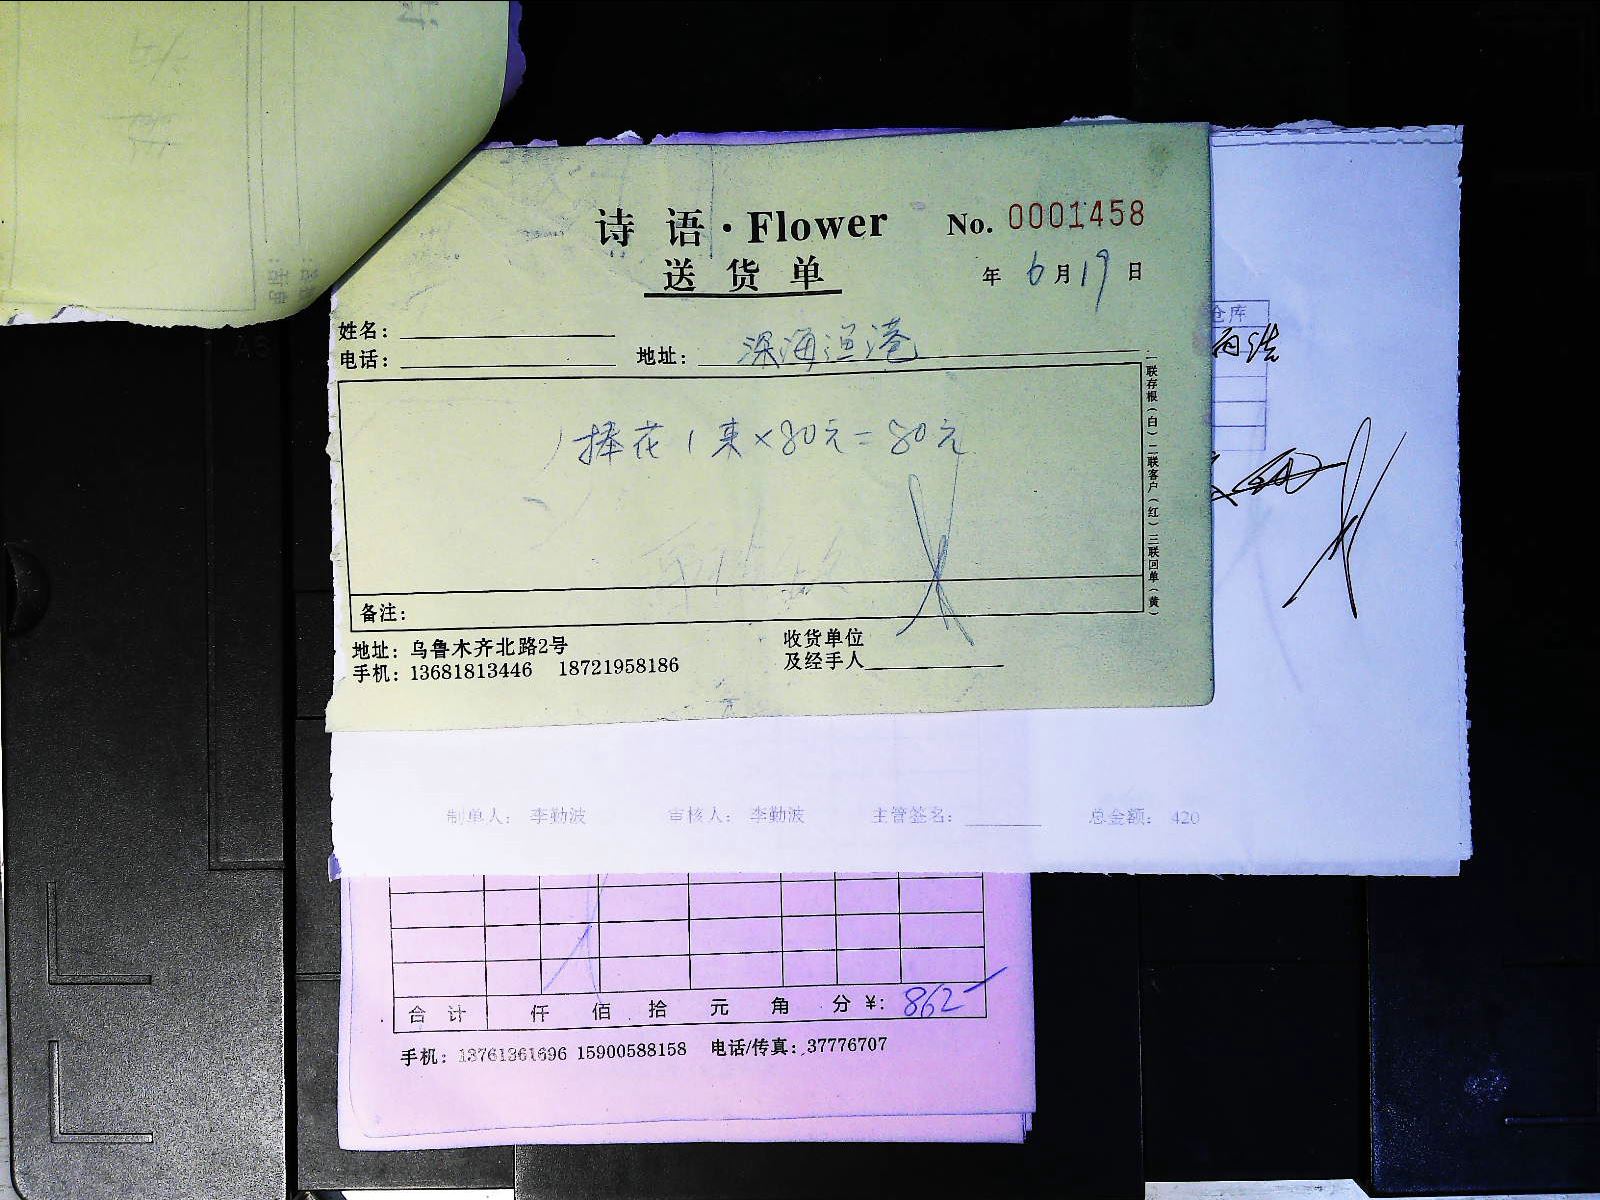 诗 语·Flower No. 0001458
送 货 单 年 6月19日
姓名:
电话: 地址: 深海渔港
捧花1束×80元=80元
一联存根(白)二联客户(红)三联回单(黄)
备注:
地址: 乌鲁木齐北路2号 收货单位
手机: 13681813446 18721958186 及经手人
仓库
制单人: 李勤波 审核人: 李勤波 主管签名: 总金额: 420
合 计 仟 佰 拾 元 角 分 ¥: 862
手机: 13761361696 15900588158 电话/传真: 37776707